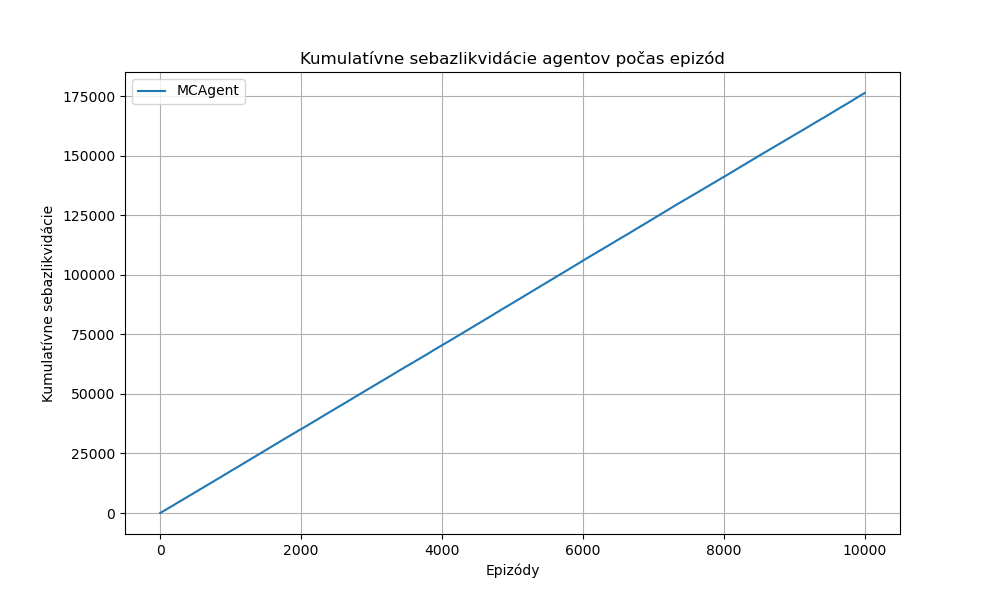 Kumulatívne sebazlikvidácie agentov počas epizód
MCAgent
Kumulatívne sebazlikvidácie
175000
150000
125000
100000
75000
50000
25000
0
0 2000 4000 6000 8000 10000
Epizódy